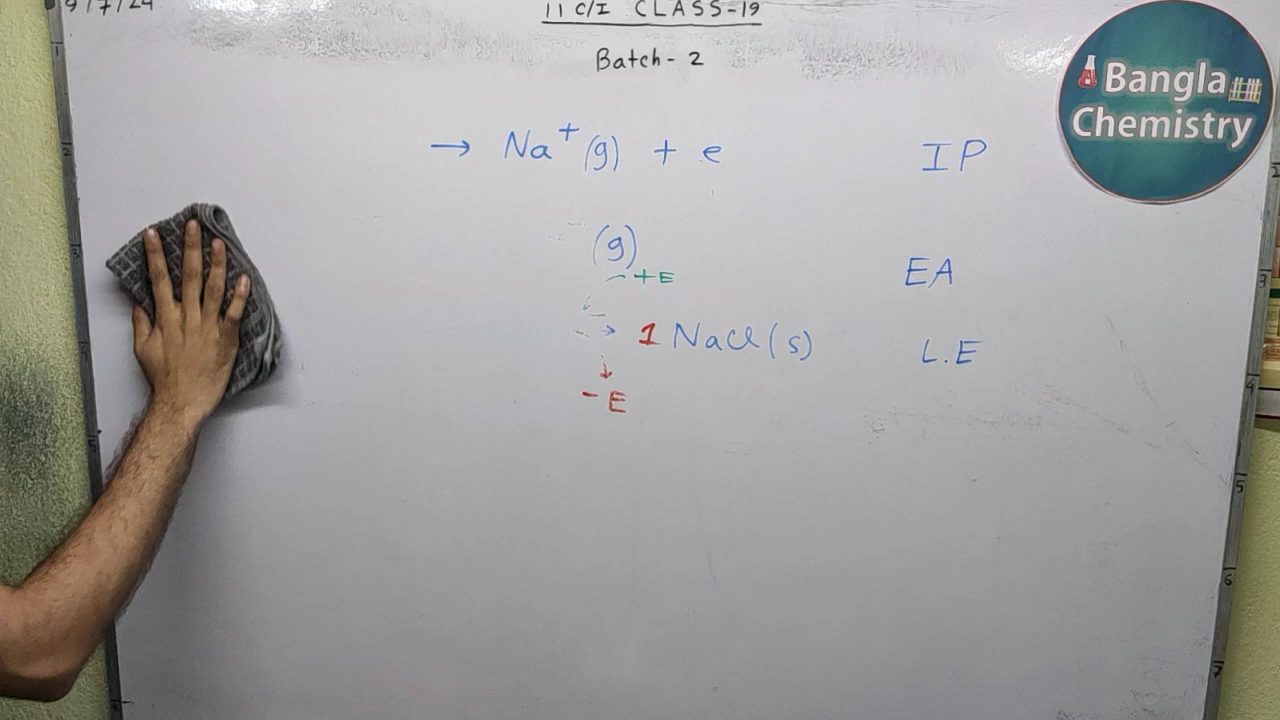 9/7/24
11 C/I CLASS-19
Batch - 2
Bangla
Chemistry
→ Na⁺(g) + e IP
(g) EA
+E
→ 1 NaCl(s) L.E
↓
- E